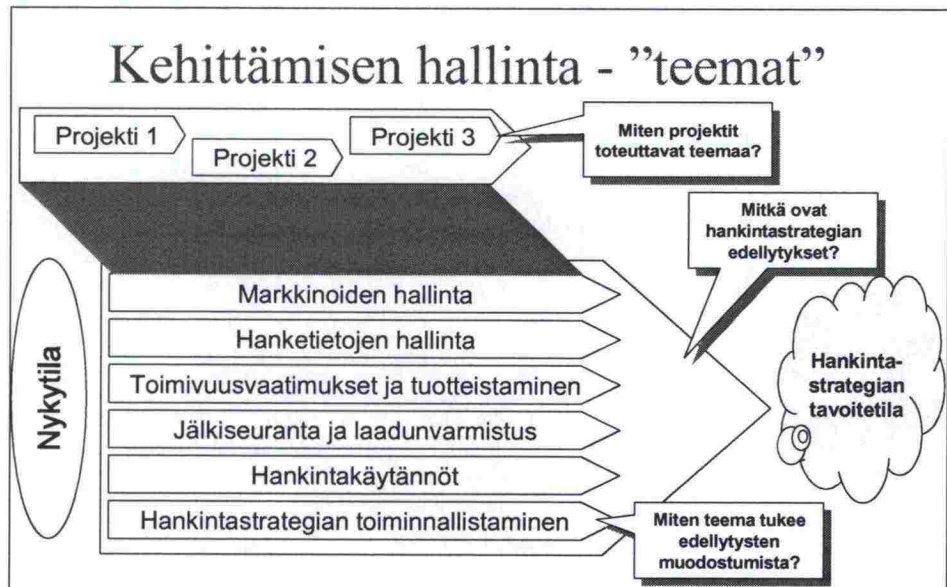 Kehittämisen hallinta - ”teemat”
Projekti 1
Projekti 2
Projekti 3
Miten projektit
toteuttavat teemaa?
Mitkä ovat
hankintastrategian
edellytykset?
Nykytila
Markkinoiden hallinta
Hanketietojen hallinta
Toimivuusvaatimukset ja tuotteistaminen
Jälkiseuranta ja laadunvarmistus
Hankintakäytännöt
Hankintastrategian toiminnallistaminen
Hankinta-
strategian
tavoitetila
Miten teema tukee
edellytysten
muodostumista?